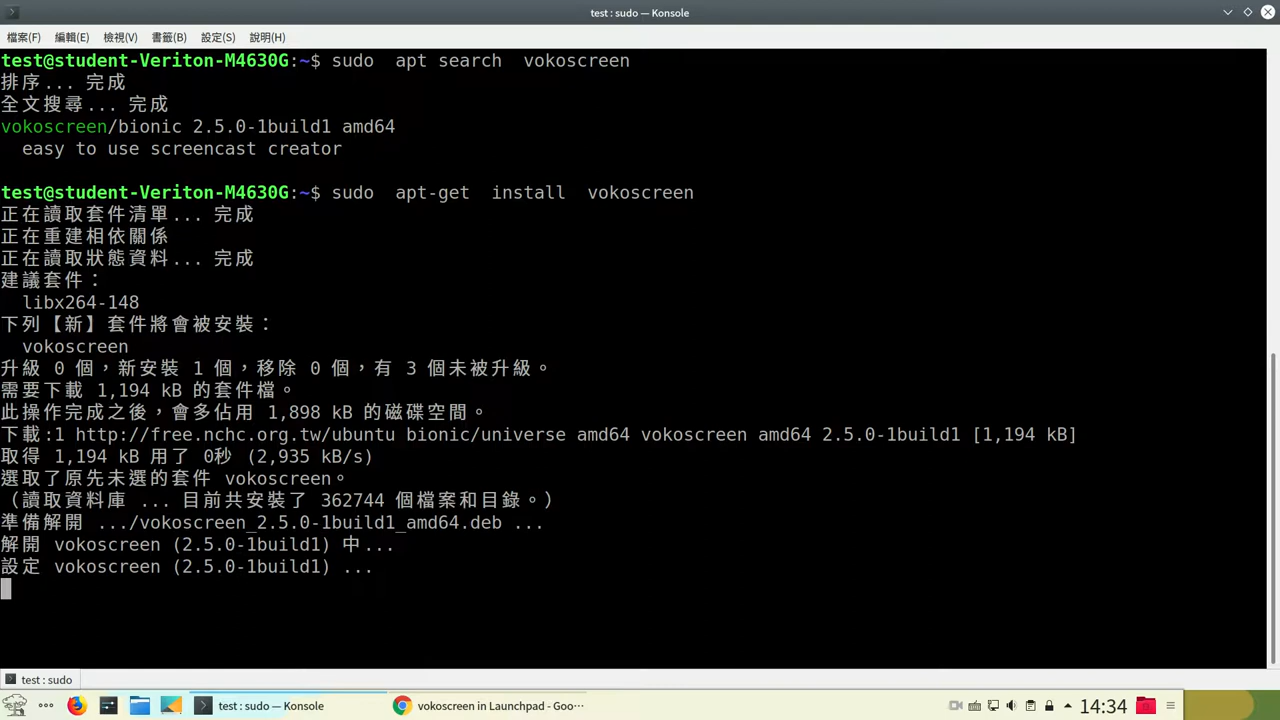 test : sudo — Konsole
檔案(F) 編輯(E) 檢視(V) 書籤(B) 設定(S) 說明(H)
test@student-Veriton-M4630G:~$ sudo  apt search  vokoscreen
排序... 完成
全文搜尋... 完成
vokoscreen/bionic 2.5.0-1build1 amd64
  easy to use screencast creator
test@student-Veriton-M4630G:~$ sudo  apt-get  install  vokoscreen
正在讀取套件清單... 完成
正在重建相依關係
正在讀取狀態資料... 完成
建議套件：
  libx264-148
下列【新】套件將會被安裝：
  vokoscreen
升級 0 個，新安裝 1 個，移除 0 個，有 3 個未被升級。
需要下載 1,194 kB 的套件檔。
此操作完成之後，會多佔用 1,898 kB 的磁碟空間。
下載:1 http://free.nchc.org.tw/ubuntu bionic/universe amd64 vokoscreen amd64 2.5.0-1build1 [1,194 kB]
取得 1,194 kB 用了 0秒 (2,935 kB/s)
選取了原先未選的套件 vokoscreen。
（讀取資料庫 ... 目前共安裝了 362744 個檔案和目錄。）
準備解開 .../vokoscreen_2.5.0-1build1_amd64.deb ...
解開 vokoscreen (2.5.0-1build1) 中...
設定 vokoscreen (2.5.0-1build1) ...
test : sudo
test : sudo — Konsole vokoscreen in Launchpad - Goo··· 14:34